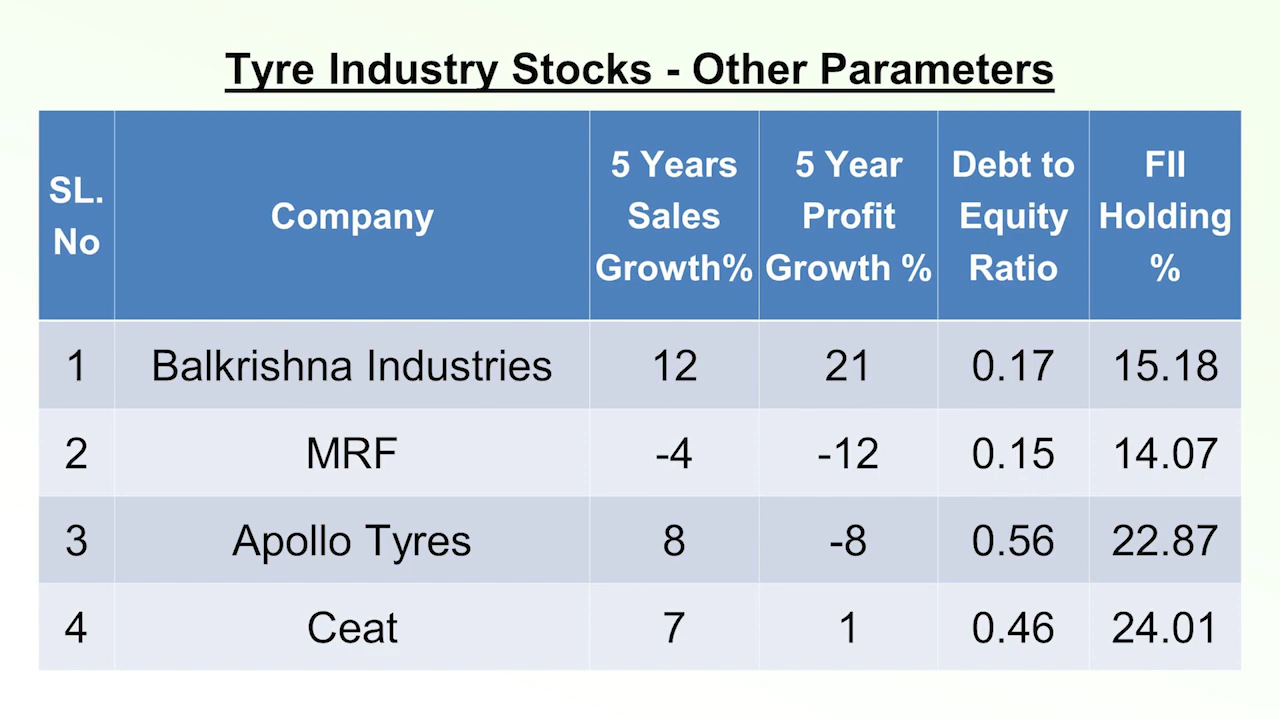 Tyre Industry Stocks - Other Parameters
SL. No Company 5 Years Sales Growth% 5 Year Profit Growth % Debt to Equity Ratio FII Holding %
1 Balkrishna Industries 12 21 0.17 15.18
2 MRF -4 -12 0.15 14.07
3 Apollo Tyres 8 -8 0.56 22.87
4 Ceat 7 1 0.46 24.01